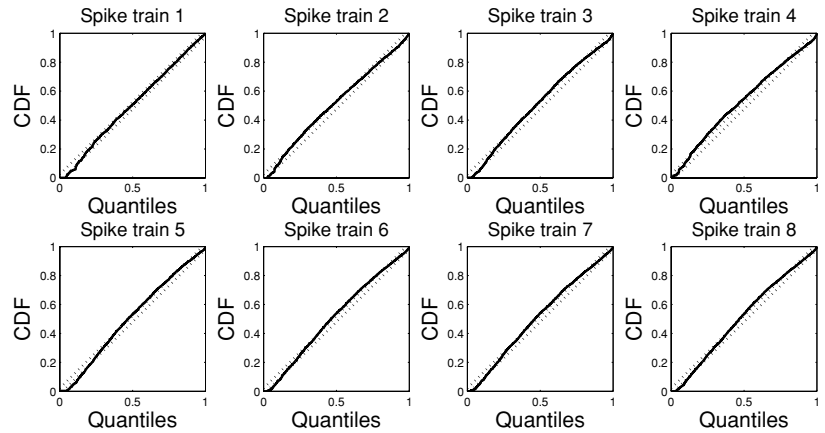 Spike train 1
Spike train 2
Spike train 3
Spike train 4
1
0.8
0.6
0.4
0.2
0
CDF
0 0.5 1
Quantiles
1
0.8
0.6
0.4
0.2
0
CDF
0 0.5 1
Quantiles
1
0.8
0.6
0.4
0.2
0
CDF
0 0.5 1
Quantiles
1
0.8
0.6
0.4
0.2
0
CDF
0 0.5 1
Quantiles
Spike train 5
Spike train 6
Spike train 7
Spike train 8
1
0.8
0.6
0.4
0.2
0
CDF
0 0.5 1
Quantiles
1
0.8
0.6
0.4
0.2
0
CDF
0 0.5 1
Quantiles
1
0.8
0.6
0.4
0.2
0
CDF
0 0.5 1
Quantiles
1
0.8
0.6
0.4
0.2
0
CDF
0 0.5 1
Quantiles